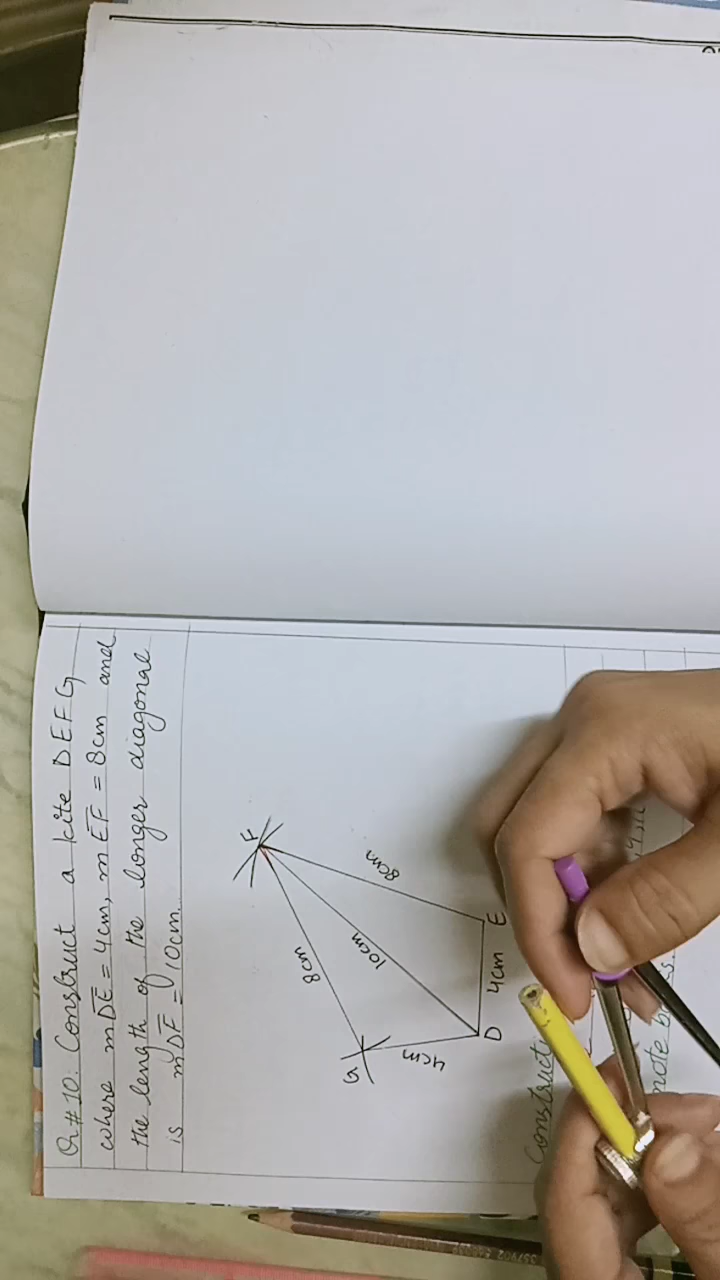 Q#10: Construct a kite DEFG
where mDE = 4cm, mEF = 8cm and
the length of the longer diagonal
is mDF = 10cm.
F
8cm
8cm
10cm
G
4cm
D
4cm
E
Construct
note